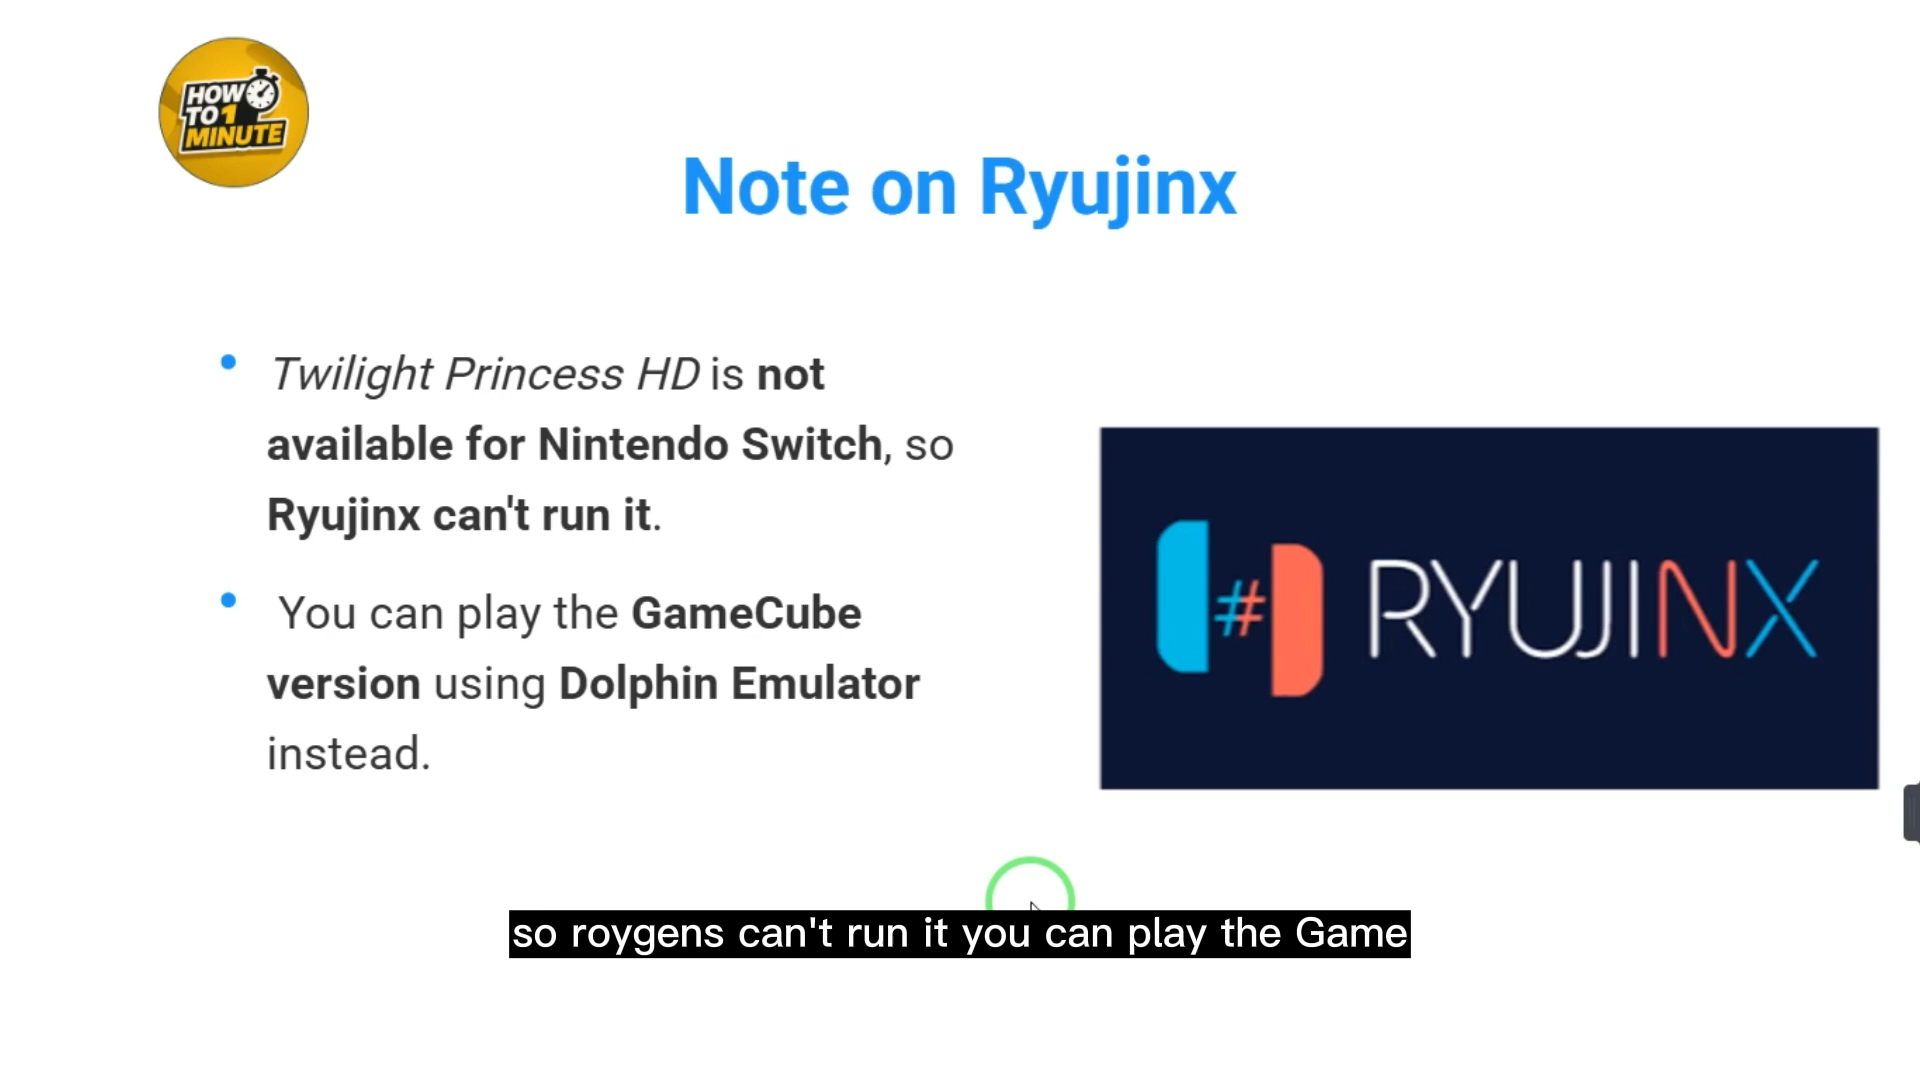 HOW
TO 1
MINUTE
Note on Ryujinx
Twilight Princess HD is not
available for Nintendo Switch, so
Ryujinx can't run it.
You can play the GameCube
version using Dolphin Emulator
instead.
# RYUJINX
so roygens can't run it you can play the Game